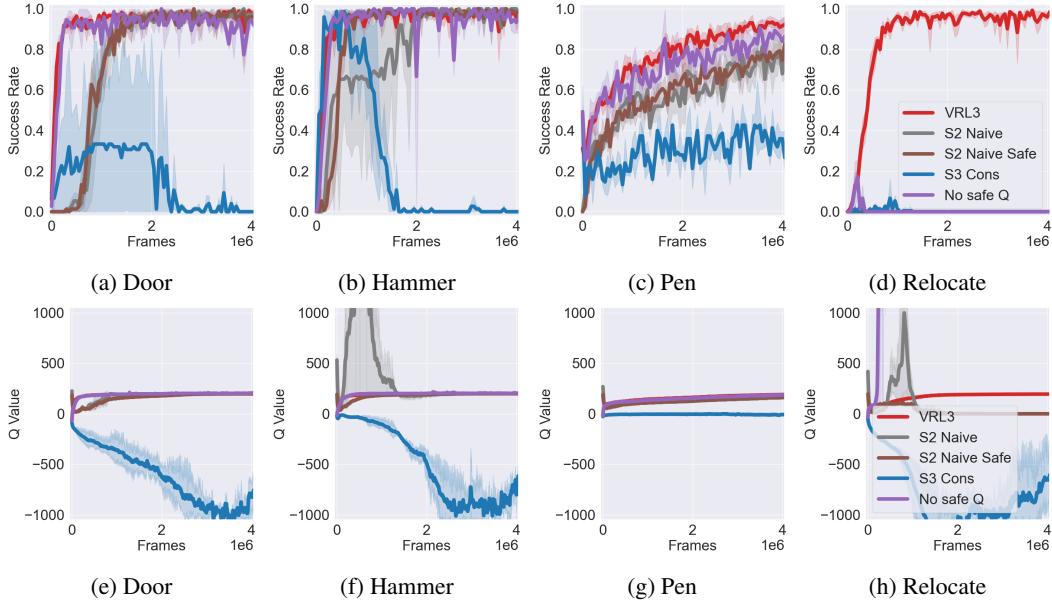 Success Rate
1.0
0.8
0.6
0.4
0.2
0.0
0
2
4
Frames
1e6
(a) Door
Success Rate
1.0
0.8
0.6
0.4
0.2
0.0
0
2
4
Frames
1e6
(b) Hammer
Success Rate
1.0
0.8
0.6
0.4
0.2
0.0
0
2
4
Frames
1e6
(c) Pen
Success Rate
1.0
0.8
0.6
0.4
0.2
0.0
VRL3
S2 Naive
S2 Naive Safe
S3 Cons
No safe Q
0
2
4
Frames
1e6
(d) Relocate
Q Value
1000
500
0
−500
−1000
0
2
4
Frames
1e6
(e) Door
Q Value
1000
500
0
−500
−1000
0
2
4
Frames
1e6
(f) Hammer
Q Value
1000
500
0
−500
−1000
0
2
4
Frames
1e6
(g) Pen
Q Value
1000
500
0
−500
−1000
VRL3
S2 Naive
S2 Naive Safe
S3 Cons
No safe Q
0
2
4
Frames
1e6
(h) Relocate